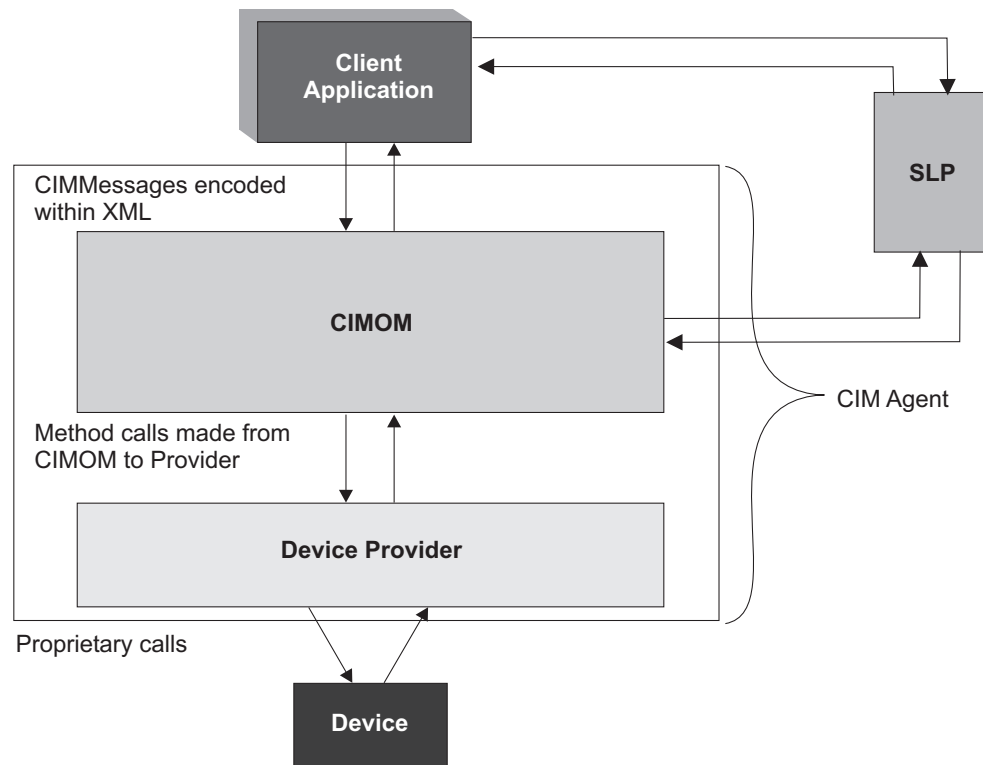 Client
Application
SLP
CIMMessages encoded
within XML
CIMOM
CIM Agent
Method calls made from
CIMOM to Provider
Device Provider
Proprietary calls
Device